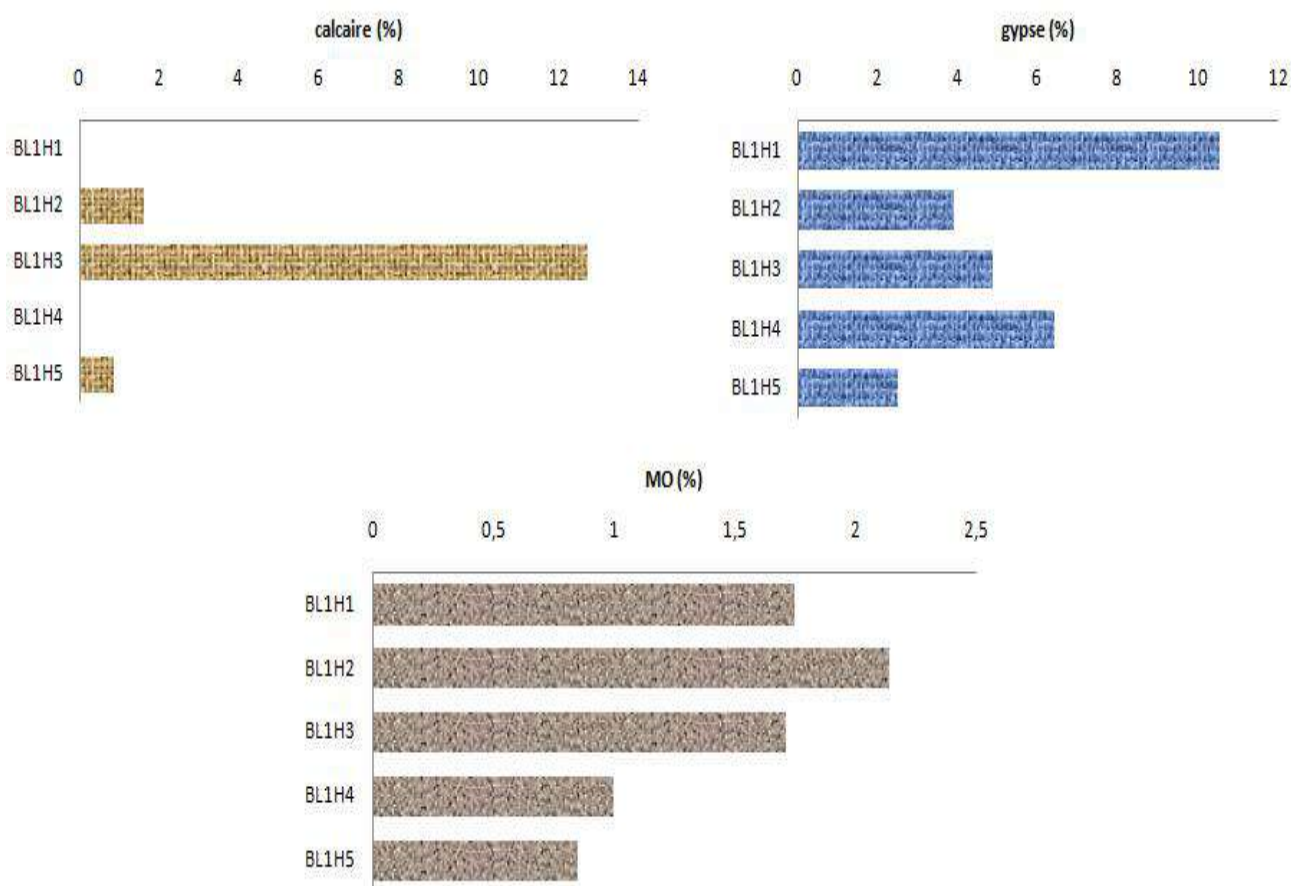 calcaire (%)
0 2 4 6 8 10 12 14
BL1H1
BL1H2
BL1H3
BL1H4
BL1H5
gypse (%)
0 2 4 6 8 10 12
BL1H1
BL1H2
BL1H3
BL1H4
BL1H5
MO (%)
0 0,5 1 1,5 2 2,5
BL1H1
BL1H2
BL1H3
BL1H4
BL1H5